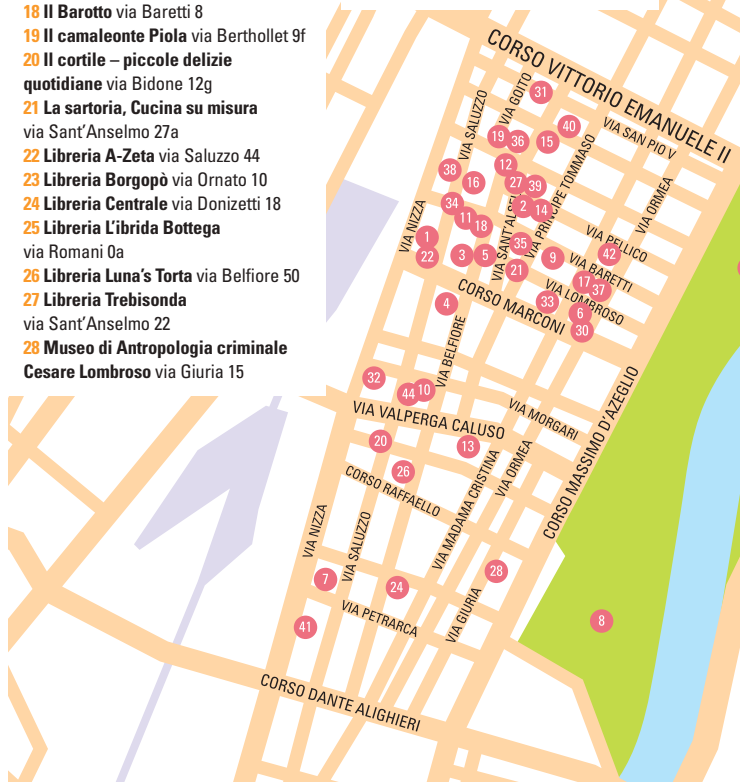 18 Il Barotto via Baretti 8
19 Il camaleonte Piola via Berthollet 9f
20 Il cortile – piccole delizie
quotidiane via Bidone 12g
21 La sartoria, Cucina su misura
via Sant'Anselmo 27a
22 Libreria A-Zeta via Saluzzo 44
23 Libreria Borgopò via Ornato 10
24 Libreria Centrale via Donizetti 18
25 Libreria L'ibrida Bottega
via Romani 0a
26 Libreria Luna's Torta via Belfiore 50
27 Libreria Trebisonda
via Sant'Anselmo 22
28 Museo di Antropologia criminale
Cesare Lombroso via Giuria 15
CORSO VITTORIO EMANUELE II
VIA GOITO
31
VIA SALUZZO
40
VIA SAN PIO V
19
36
15
VIA PRINCIPE TOMMASO
12
38
16
27
39
VIA ORMEA
34
2
14
11
18
VIA NIZZA
1
VIA SANT'ALSE
35
VIA PELLICO
22
3
5
21
9
42
VIA BARETTI
17
37
VIA LOMBROSO
CORSO MARCONI
4
33
6
30
VIA BELFIORE
32
44
10
VIA VALPERGA CALUSO
VIA MORGARI
CORSO MASSIMO D'AZEGLIO
20
13
VIA ORMEA
26
CORSO RAFFAELLO
VIA MADAMA CRISTINA
VIA NIZZA
VIA SALUZZO
7
24
28
VIA PETRARCA
VIA GIURIA
41
8
CORSO DANTE ALIGHIERI